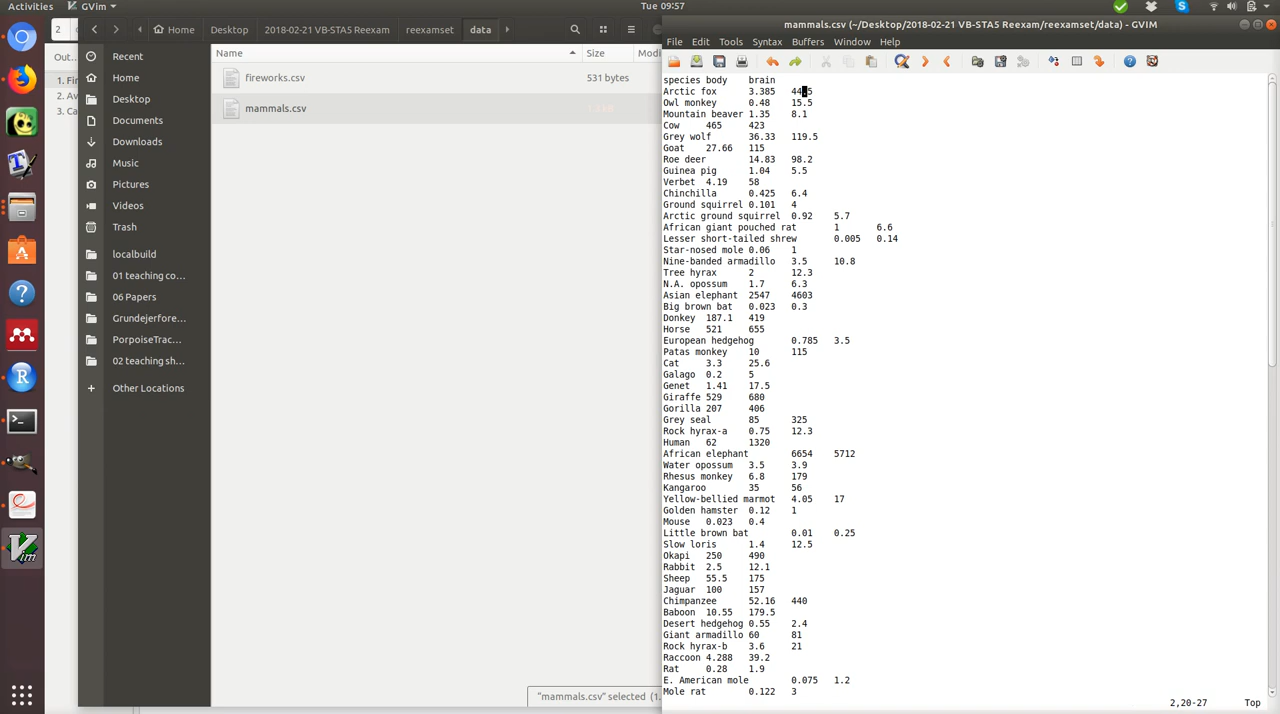 Activities GVim Tue 09:57
2 Home Desktop 2018-02-21 VB-STAS Reexam reexamset data
mammals.csv (~/Desktop/2018-02-21 VB-STAS Reexam/reexamset/data) - GVIM
File Edit Tools Syntax Buffers Window Help
Out...
1. Fi
2. Av
3. Ca
Recent
Home
Desktop
Documents
Downloads
Music
Pictures
Videos
Trash
localbuild
01 teaching co...
06 Papers
Grundejerfore...
PorpoiseTrac...
02 teaching sh...
Other Locations
Name Size Modi
fireworks.csv 531 bytes
mammals.csv
"mammals.csv" selected (1.
species body brain
Arctic fox 3.385 44.5
Owl monkey 0.48 15.5
Mountain beaver 1.35 8.1
Cow 465 423
Grey wolf 36.33 119.5
Goat 27.66 115
Roe deer 14.83 98.2
Guinea pig 1.04 5.5
Verbet 4.19 58
Chinchilla 0.425 6.4
Ground squirrel 0.101 4
Arctic ground squirrel 0.92 5.7
African giant pouched rat 1 6.6
Lesser short-tailed shrew 0.005 0.14
Star-nosed mole 0.06 1
Nine-banded armadillo 3.5 10.8
Tree hyrax 2 12.3
N.A. opossum 1.7 6.3
Asian elephant 2547 4603
Big brown bat 0.023 0.3
Donkey 187.1 419
Horse 521 655
European hedgehog 0.785 3.5
Patas monkey 10 115
Cat 3.3 25.6
Galago 0.2 5
Genet 1.41 17.5
Giraffe 529 680
Gorilla 207 406
Grey seal 85 325
Rock hyrax-a 0.75 12.3
Human 62 1320
African elephant 6654 5712
Water opossum 3.5 3.9
Rhesus monkey 6.8 179
Kangaroo 35 56
Yellow-bellied marmot 4.05 17
Golden hamster 0.12 1
Mouse 0.023 0.4
Little brown bat 0.01 0.25
Slow loris 1.4 12.5
Okapi 250 490
Rabbit 2.5 12.1
Sheep 55.5 175
Jaguar 100 157
Chimpanzee 52.16 440
Baboon 10.55 179.5
Desert hedgehog 0.55 2.4
Giant armadillo 60 81
Rock hyrax-b 3.6 21
Raccoon 4.288 39.2
Rat 0.28 1.9
E. American mole 0.075 1.2
Mole rat 0.122 3
2,20-27 Top